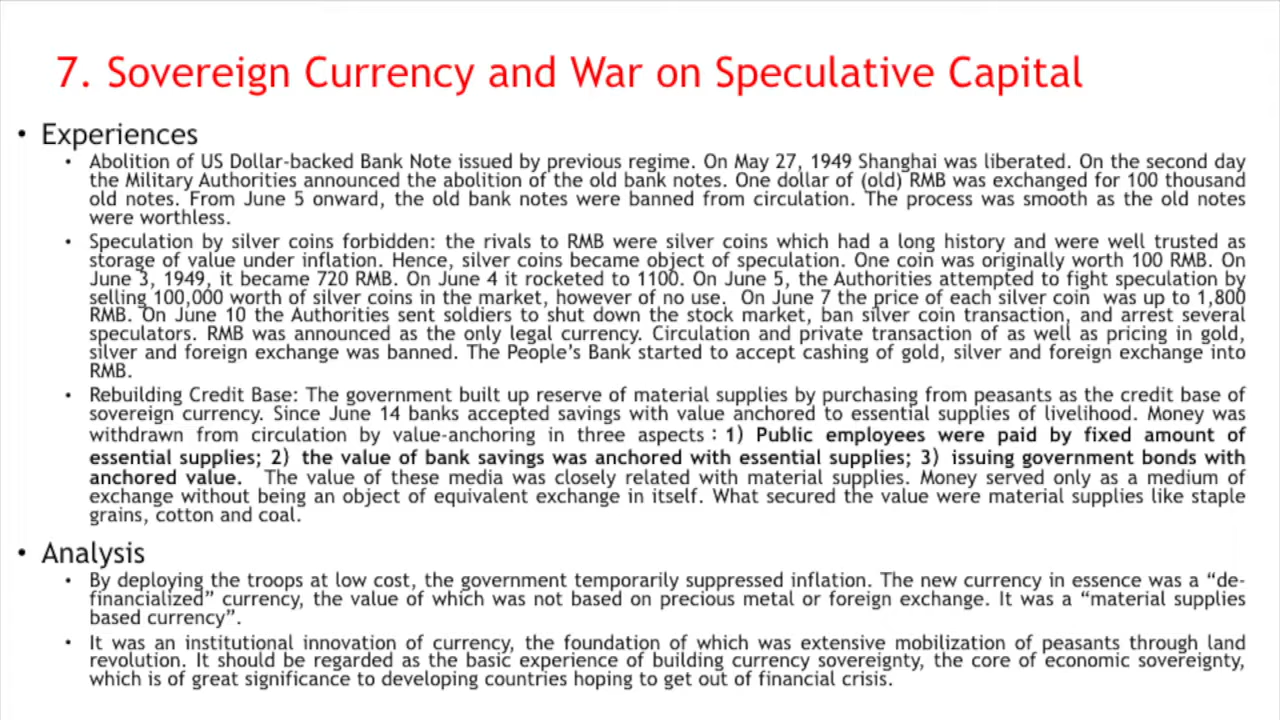 7. Sovereign Currency and War on Speculative Capital
• Experiences
• Abolition of US Dollar-backed Bank Note issued by previous regime. On May 27, 1949 Shanghai was liberated. On the second day
the Military Authorities announced the abolition of the old bank notes. One dollar of (old) RMB was exchanged for 100 thousand
old notes. From June 5 onward, the old bank notes were banned from circulation. The process was smooth as the old notes
were worthless.
• Speculation by silver coins forbidden: the rivals to RMB were silver coins which had a long history and were well trusted as
storage of value under inflation. Hence, silver coins became object of speculation. One coin was originally worth 100 RMB. On
June 3, 1949, it became 720 RMB. On June 4 it rocketed to 1100. On June 5, the Authorities attempted to fight speculation by
selling 100,000 worth of silver coins in the market, however of no use. On June 7 the price of each silver coin was up to 1,800
RMB. On June 10 the Authorities sent soldiers to shut down the stock market, ban silver coin transaction, and arrest several
speculators. RMB was announced as the only legal currency. Circulation and private transaction of as well as pricing in gold,
silver and foreign exchange was banned. The People's Bank started to accept cashing of gold, silver and foreign exchange into
RMB.
• Rebuilding Credit Base: The government built up reserve of material supplies by purchasing from peasants as the credit base of
sovereign currency. Since June 14 banks accepted savings with value anchored to essential supplies of livelihood. Money was
withdrawn from circulation by value-anchoring in three aspects：1) Public employees were paid by fixed amount of
essential supplies; 2) the value of bank savings was anchored with essential supplies; 3) issuing government bonds with
anchored value. The value of these media was closely related with material supplies. Money served only as a medium of
exchange without being an object of equivalent exchange in itself. What secured the value were material supplies like staple
grains, cotton and coal.
• Analysis
• By deploying the troops at low cost, the government temporarily suppressed inflation. The new currency in essence was a “de-
financialized” currency, the value of which was not based on precious metal or foreign exchange. It was a “material supplies
based currency”.
• It was an institutional innovation of currency, the foundation of which was extensive mobilization of peasants through land
revolution. It should be regarded as the basic experience of building currency sovereignty, the core of economic sovereignty,
which is of great significance to developing countries hoping to get out of financial crisis.